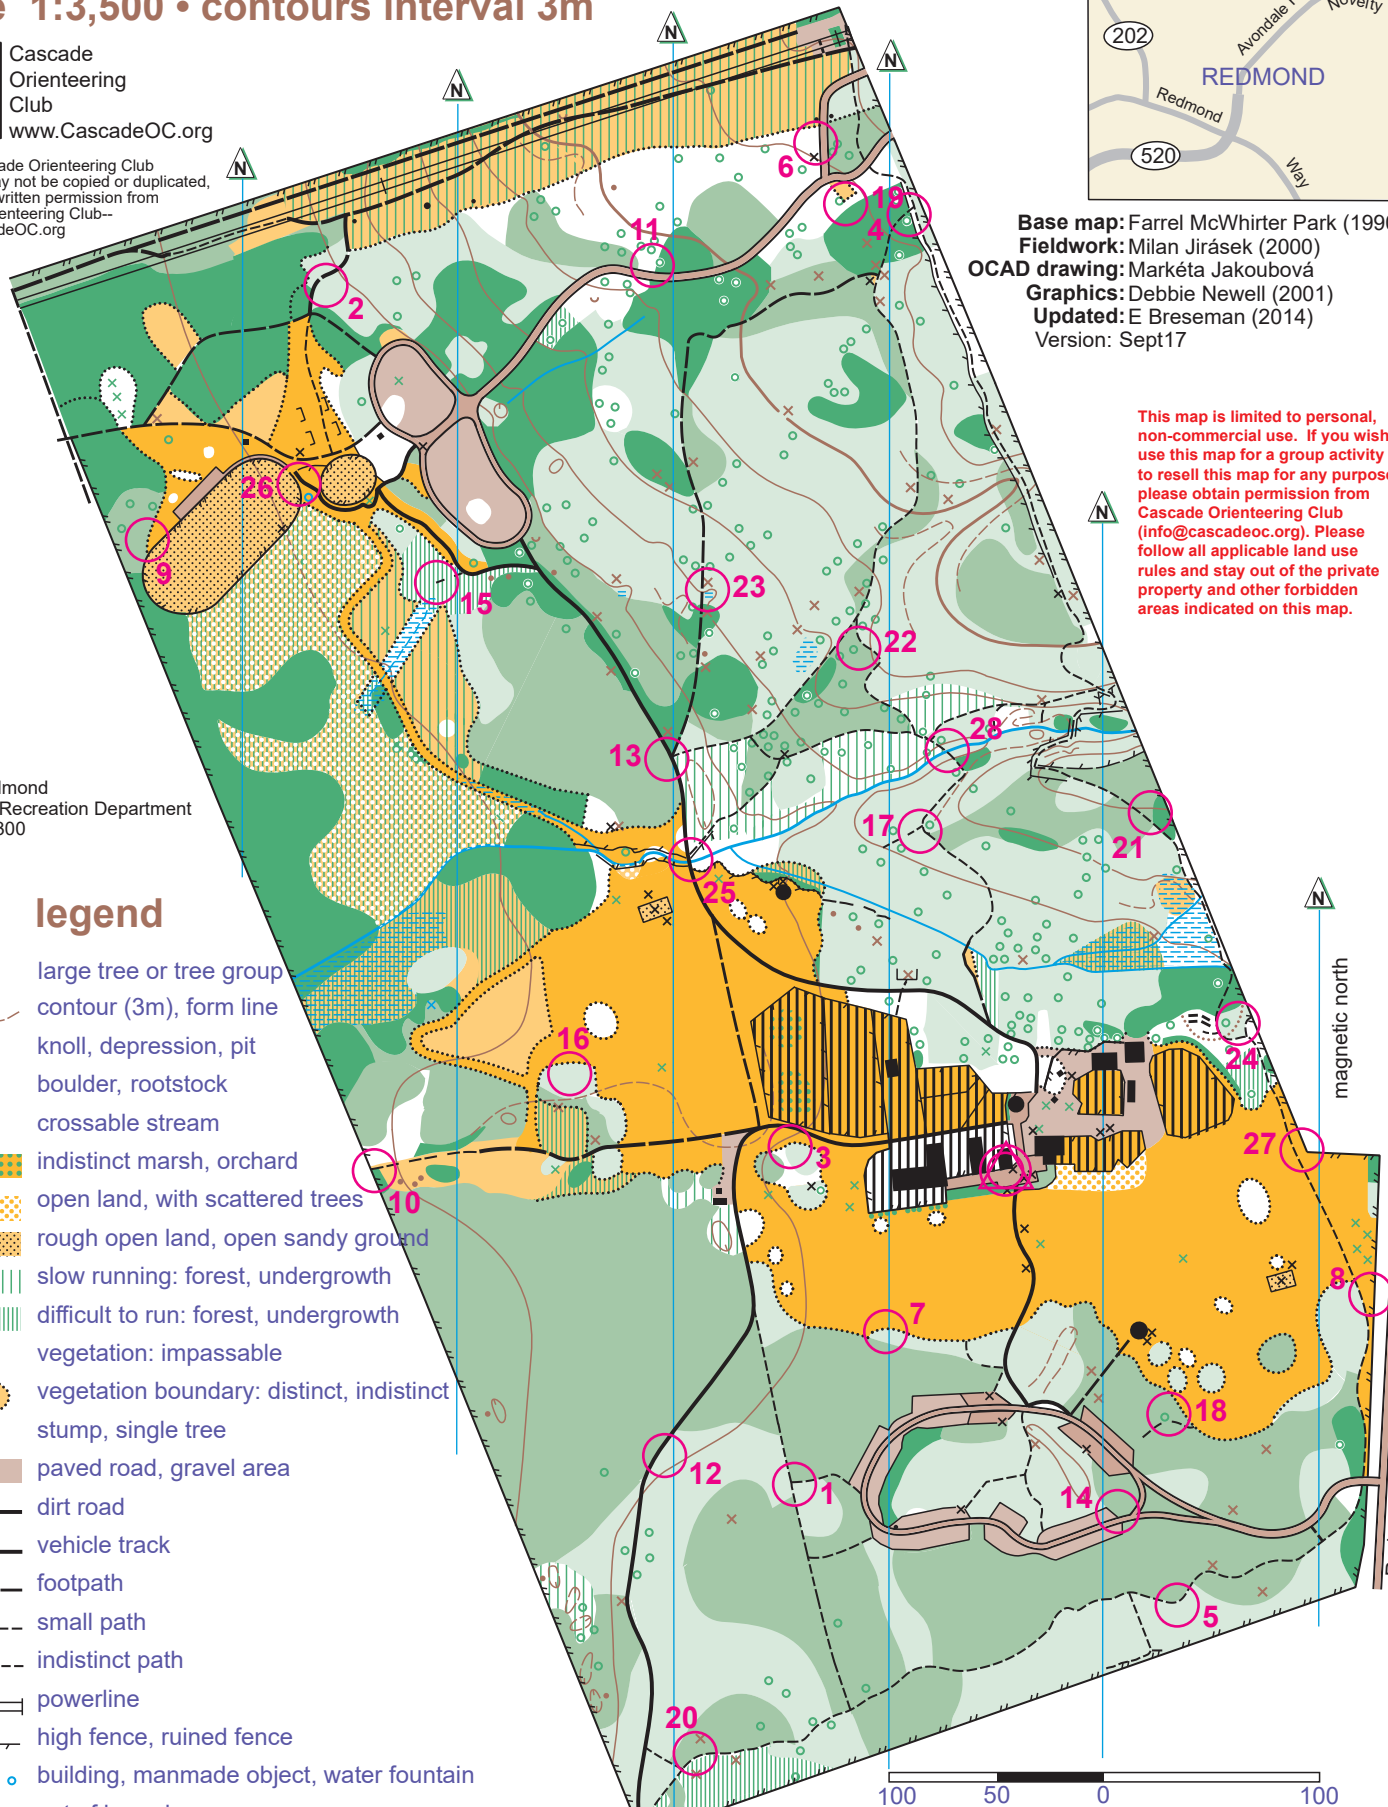 1:3,500 • contours interval 3m
Cascade
Orienteering
Club
www.CascadeOC.org
ade Orienteering Club
y not be copied or duplicated,
written permission from
enteering Club--
deOC.org
202
Avondale
Novelty
REDMOND
Redmond
520
Way
Base map: Farrel McWhirter Park (1990
Fieldwork: Milan Jirásek (2000)
OCAD drawing: Markéta Jakoubová
Graphics: Debbie Newell (2001)
Updated: E Breseman (2014)
Version: Sept17
This map is limited to personal,
non-commercial use. If you wish
use this map for a group activity
to resell this map for any purpose
please obtain permission from
Cascade Orienteering Club
(info@cascadeoc.org). Please
follow all applicable land use
rules and stay out of the private
property and other forbidden
areas indicated on this map.
N
N
N
N
N
N
6
19
4
11
2
26
9
15
23
22
13
28
17
21
25
16
24
3
27
10
8
7
18
12
1
14
5
20
magnetic north
dmond
Recreation Department
300
legend
large tree or tree group
contour (3m), form line
knoll, depression, pit
boulder, rootstock
crossable stream
indistinct marsh, orchard
open land, with scattered trees
rough open land, open sandy ground
slow running: forest, undergrowth
difficult to run: forest, undergrowth
vegetation: impassable
vegetation boundary: distinct, indistinct
stump, single tree
paved road, gravel area
dirt road
vehicle track
footpath
small path
indistinct path
powerline
high fence, ruined fence
building, manmade object, water fountain
100 50 0 100